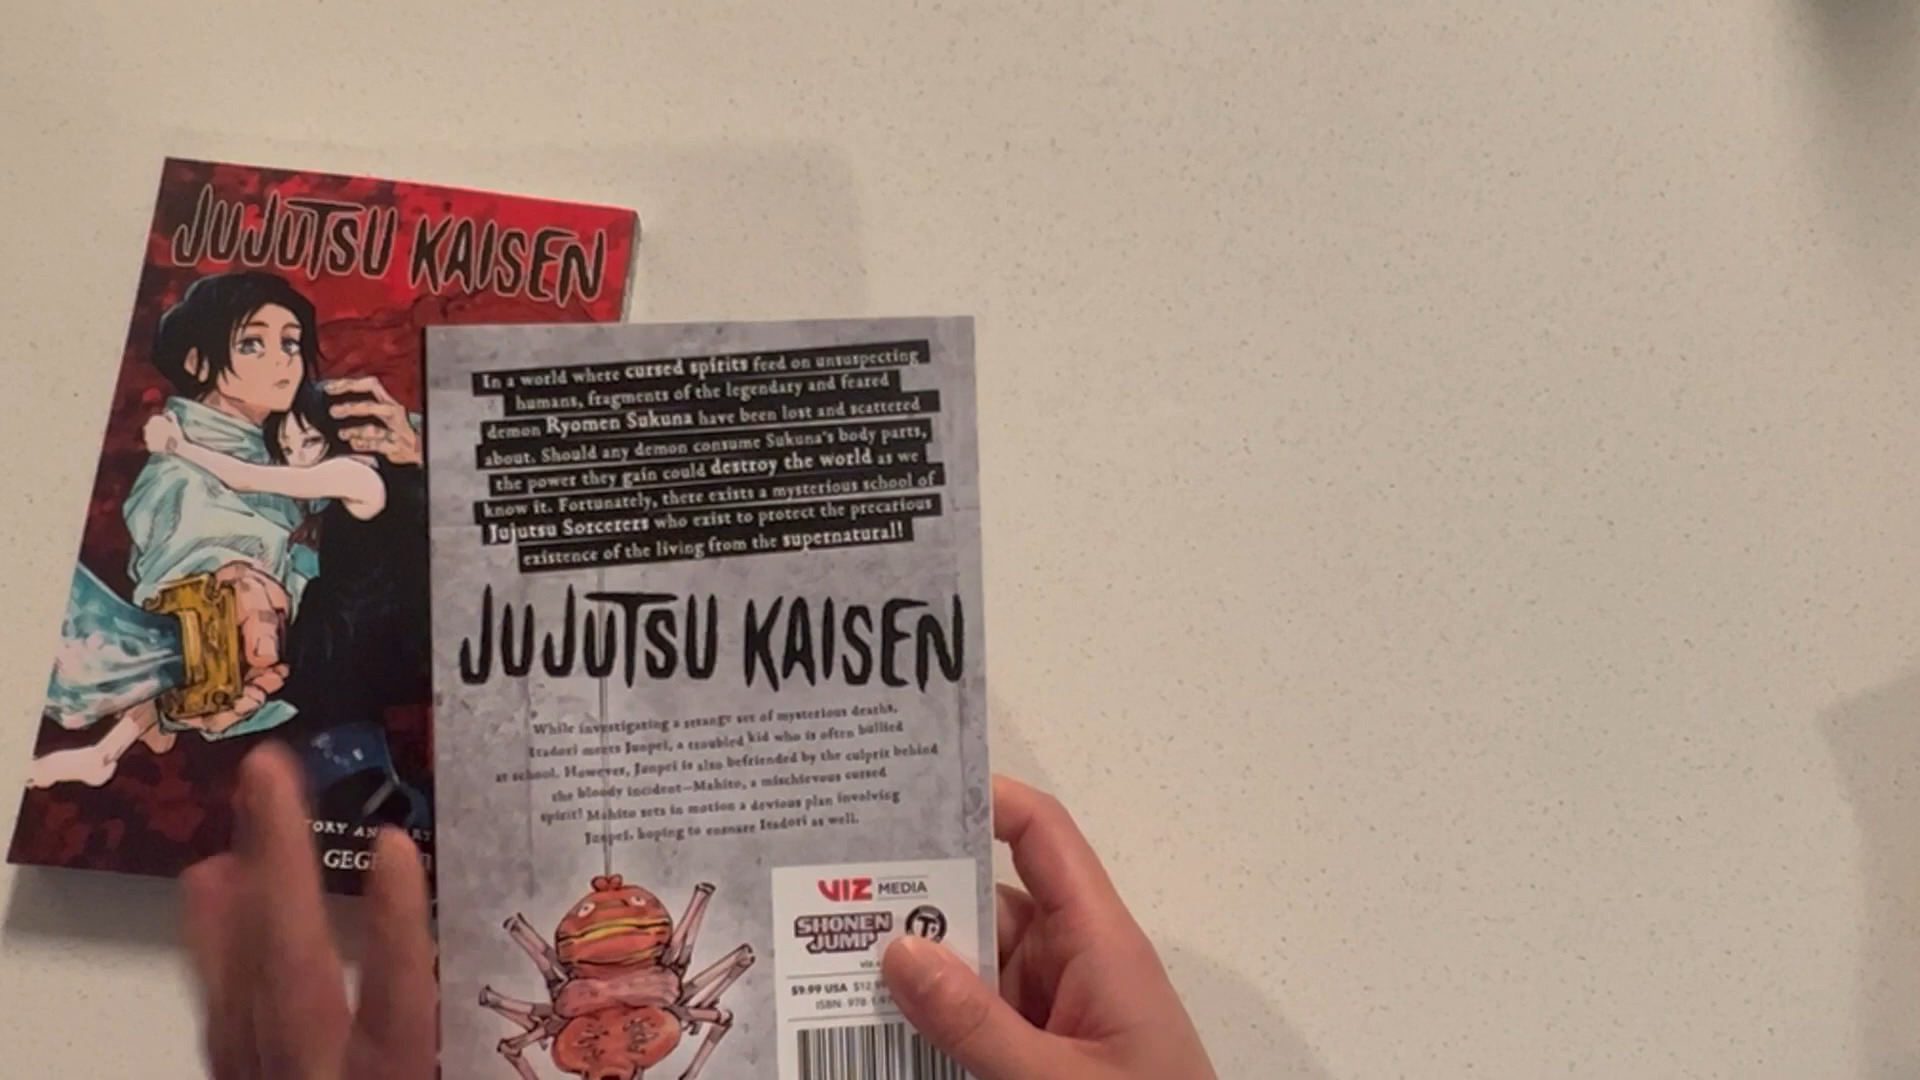 JUJUTSU KAISEN
STORY AND ART
GEGE
In a world where cursed spirits feed on unsuspecting
humans, fragments of the legendary and feared
demon Ryomen Sukuna have been lost and scattered
about. Should any demon consume Sukuna's body parts,
the power they gain could destroy the world as we
know it. Fortunately, there exists a mysterious school of
Jujutsu Sorcerers who exist to protect the precarious
existence of the living from the supernatural!
JUJUTSU KAISEN
While investigating a strange set of mysterious deaths,
Itadori meets Junpei, a troubled kid who is often bullied
at school. However, Junpei is also befriended by the culprit behind
the bloody incident—Mahito, a mischievous cursed
spirit! Mahito sets in motion a devious plan involving
Junpei, hoping to ensnare Itadori as well.
VIZ MEDIA
SHONEN
JUMP
T
$9.99 USA
ISBN 978-1